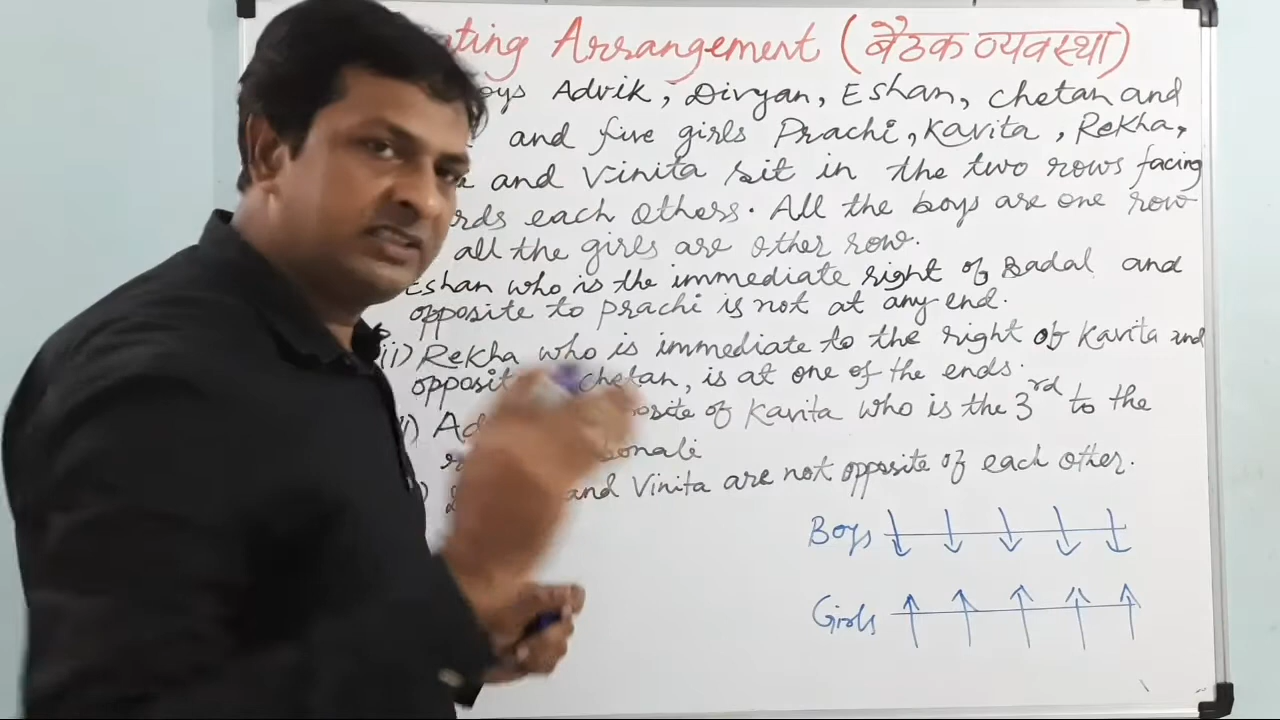 ating Arrangement (बैठक व्यवस्था)
oys Advik, Divyan, Eshan, Chetan and
and five girls Prachi, Kavita, Rekha,
and Vinita sit in the two rows facing
rds each others. All the boys are one row
all the girls are other row.
Eshan who is the immediate right of Badal and
opposite to Prachi is not at any end.
ii) Rekha who is immediate to the right of Kavita and
opposit Chetan, is at one of the ends.
i) Ad osite of Kavita who is the 3rd to the
onali
and Vinita are not opposite of each other.
Boys
Girls